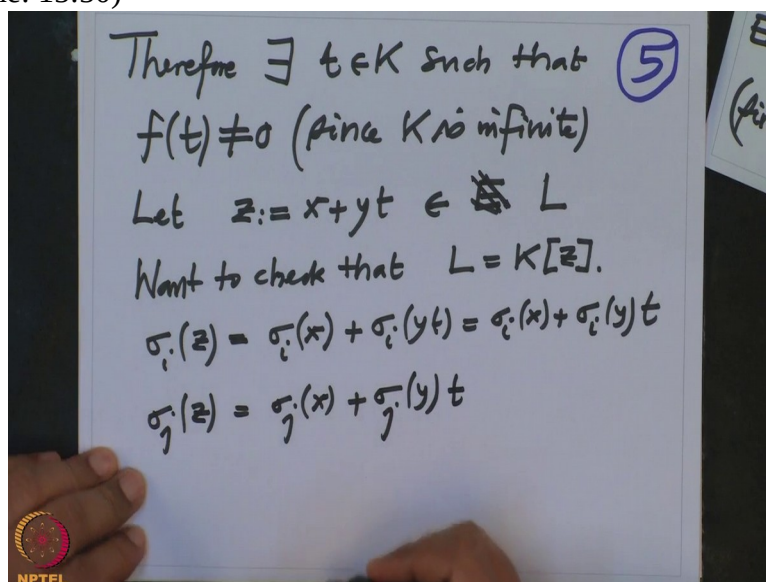 Therefore ∃ t ∈ K such that
5
f(t) ≠ 0 (since K is infinite)
Let z := x + yt ∈ L
Want to check that L = K[z].
σᵢ(z) = σᵢ(x) + σᵢ(yt) = σᵢ(x) + σᵢ(y) t
σⱼ(z) = σⱼ(x) + σⱼ(y) t
NPTEL